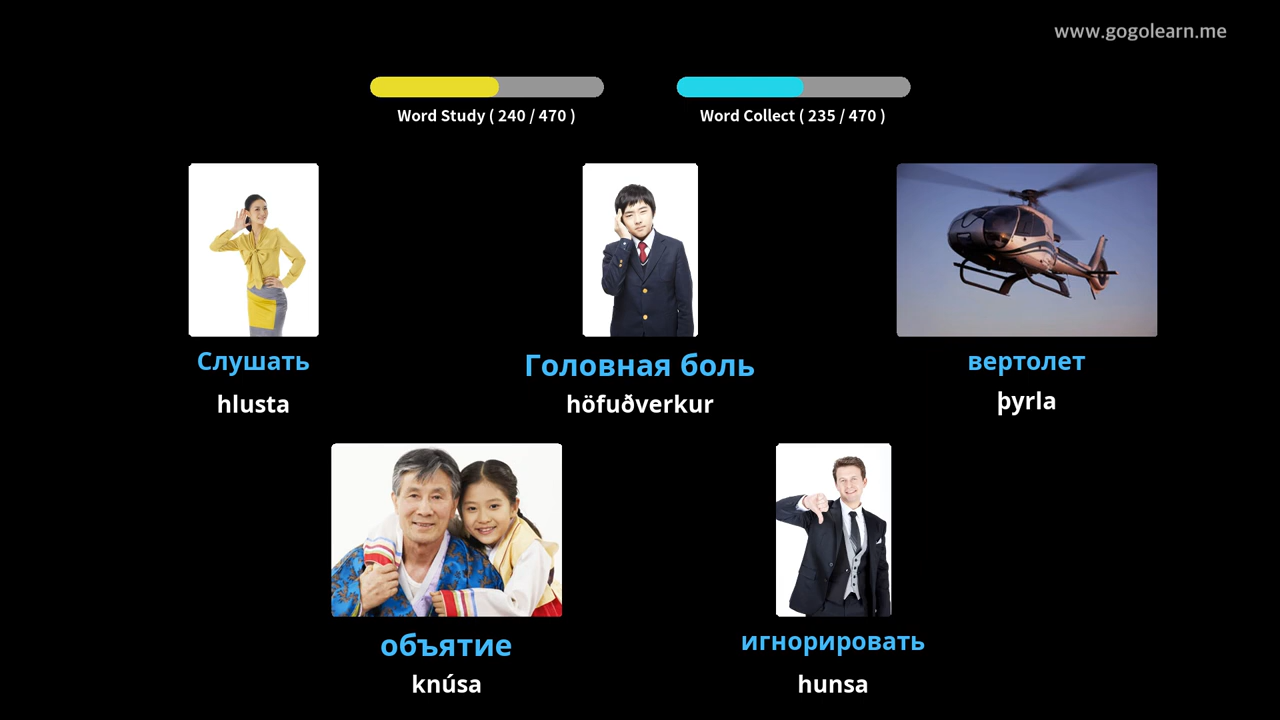 www.gogolearn.me
Word Study ( 240 / 470 )
Word Collect ( 235 / 470 )
Слушать
hlusta
Головная боль
höfuðverkur
вертолет
þyrla
объятие
knúsa
игнорировать
hunsa